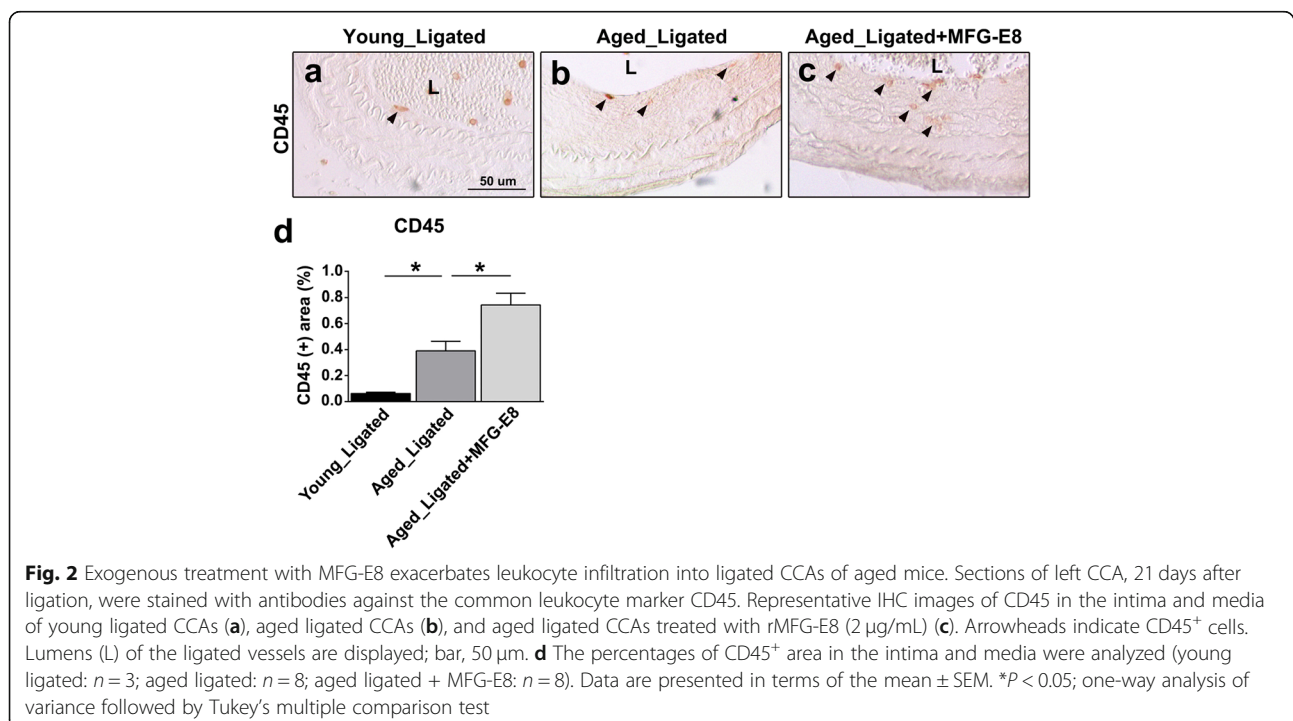 Young_Ligated
Aged_Ligated
Aged_Ligated+MFG-E8
a
L
b
L
c
L
CD45
50 um
d
CD45
CD45 (+) area (%)
1.0
0.8
0.6
0.4
0.2
0.0
*
*
Young_Ligated
Aged_Ligated
Aged_Ligated+MFG-E8
Fig. 2 Exogenous treatment with MFG-E8 exacerbates leukocyte infiltration into ligated CCAs of aged mice. Sections of left CCA, 21 days after
ligation, were stained with antibodies against the common leukocyte marker CD45. Representative IHC images of CD45 in the intima and media
of young ligated CCAs (a), aged ligated CCAs (b), and aged ligated CCAs treated with rMFG-E8 (2 μg/mL) (c). Arrowheads indicate CD45⁺ cells.
Lumens (L) of the ligated vessels are displayed; bar, 50 μm. d The percentages of CD45⁺ area in the intima and media were analyzed (young
ligated: n = 3; aged ligated: n = 8; aged ligated + MFG-E8: n = 8). Data are presented in terms of the mean ± SEM. *P < 0.05; one-way analysis of
variance followed by Tukey's multiple comparison test